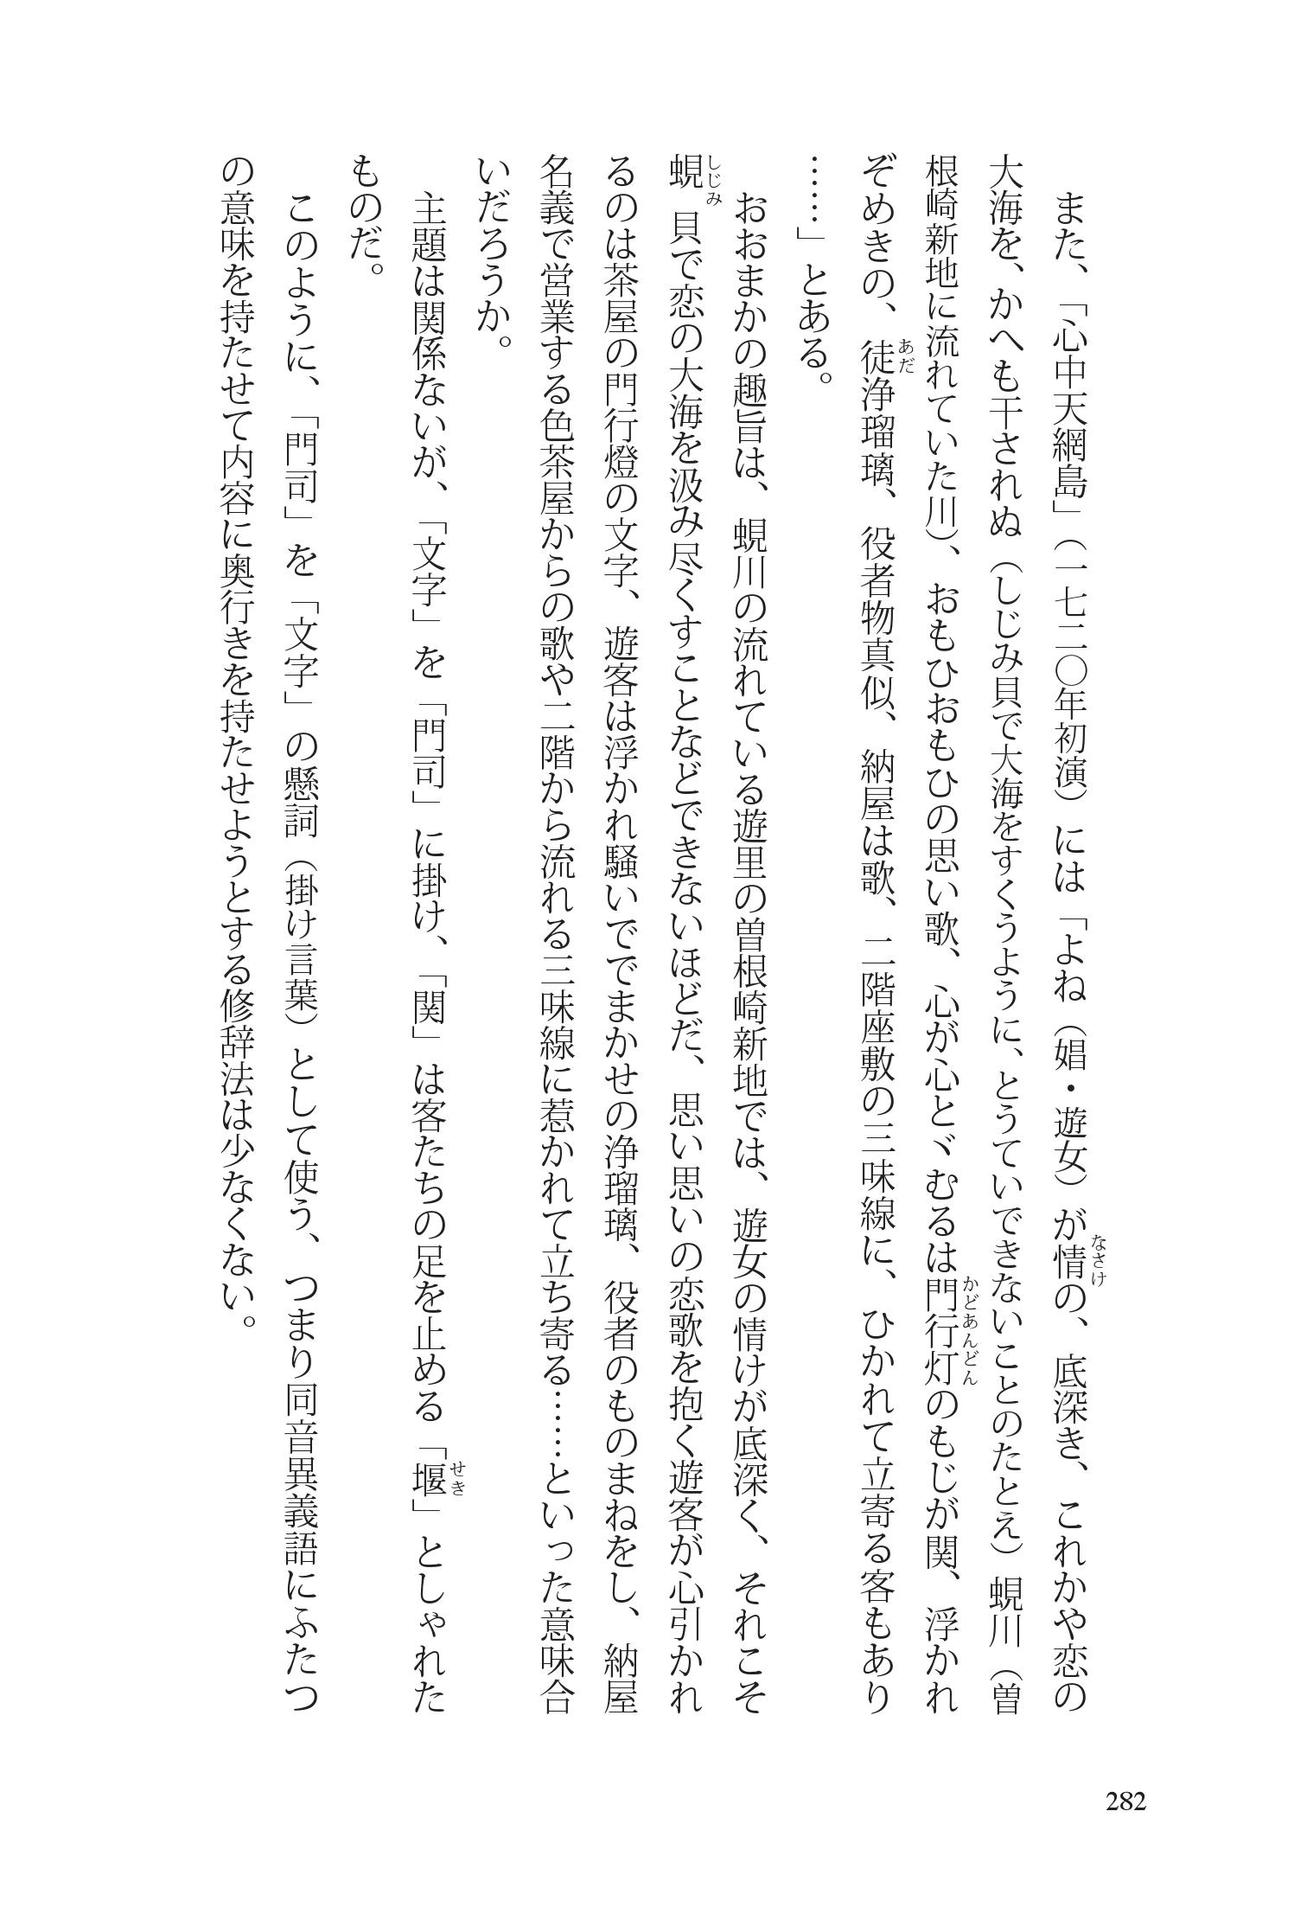 また、「心中天網島」（一七二〇年初演）には「よね（娼・遊女）が情の、底深き、これかや恋の
大海を、かへも干されぬ（しじみ貝で大海をすくうように、とうていできないことのたとえ）蜆川（曽
根崎新地に流れていた川）、おもひおもひの思い歌、心が心とゞむるは門行灯のもじが関、浮かれ
ぞめきの、徒浄瑠璃、役者物真似、納屋は歌、二階座敷の三味線に、ひかれて立寄る客もあり
……」とある。
おおまかの趣旨は、蜆川の流れている遊里の曽根崎新地では、遊女の情けが底深く、それこそ
蜆貝で恋の大海を汲み尽くすことなどできないほどだ、思い思いの恋歌を抱く遊客が心引かれ
るのは茶屋の門行燈の文字、遊客は浮かれ騒いででまかせの浄瑠璃、役者のものまねをし、納屋
名義で営業する色茶屋からの歌や二階から流れる三味線に惹かれて立ち寄る……といった意味合
いだろうか。
主題は関係ないが、「文字」を「門司」に掛け、「関」は客たちの足を止める「堰」としゃれた
ものだ。
このように、「門司」を「文字」の懸詞（掛け言葉）として使う、つまり同音異義語にふたつ
の意味を持たせて内容に奥行きを持たせようとする修辞法は少なくない。
なさけ
かどあんどん
あだ
しじみ
せき
282